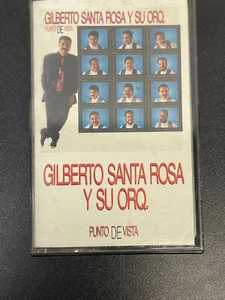 GILBERTO SANTA ROSA Y SU ORQ.
PUNTO DE VISTA
GILBERTO SANTA ROSA
Y SU ORQ.
PUNTO DE VISTA